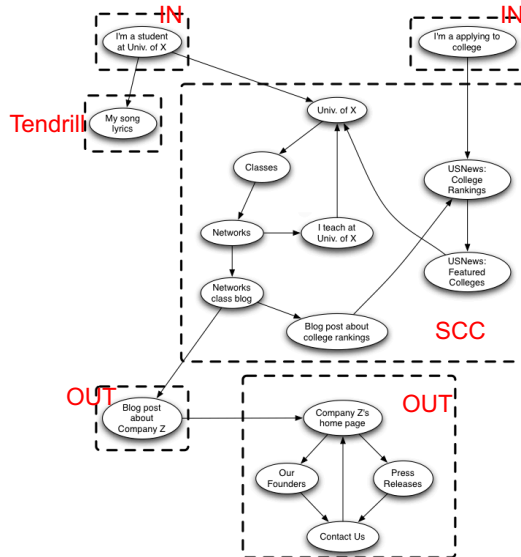 IN
IN
I'm a student
at Univ. of X
I'm a applying to
college
Tendrill
My song
lyrics
Univ. of X
Classes
USNews:
College
Rankings
Networks
I teach at
Univ. of X
USNews:
Featured
Colleges
Networks
class blog
Blog post about
college rankings
SCC
OUT
Blog post
about
Company Z
OUT
Company Z's
home page
Our
Founders
Press
Releases
Contact Us